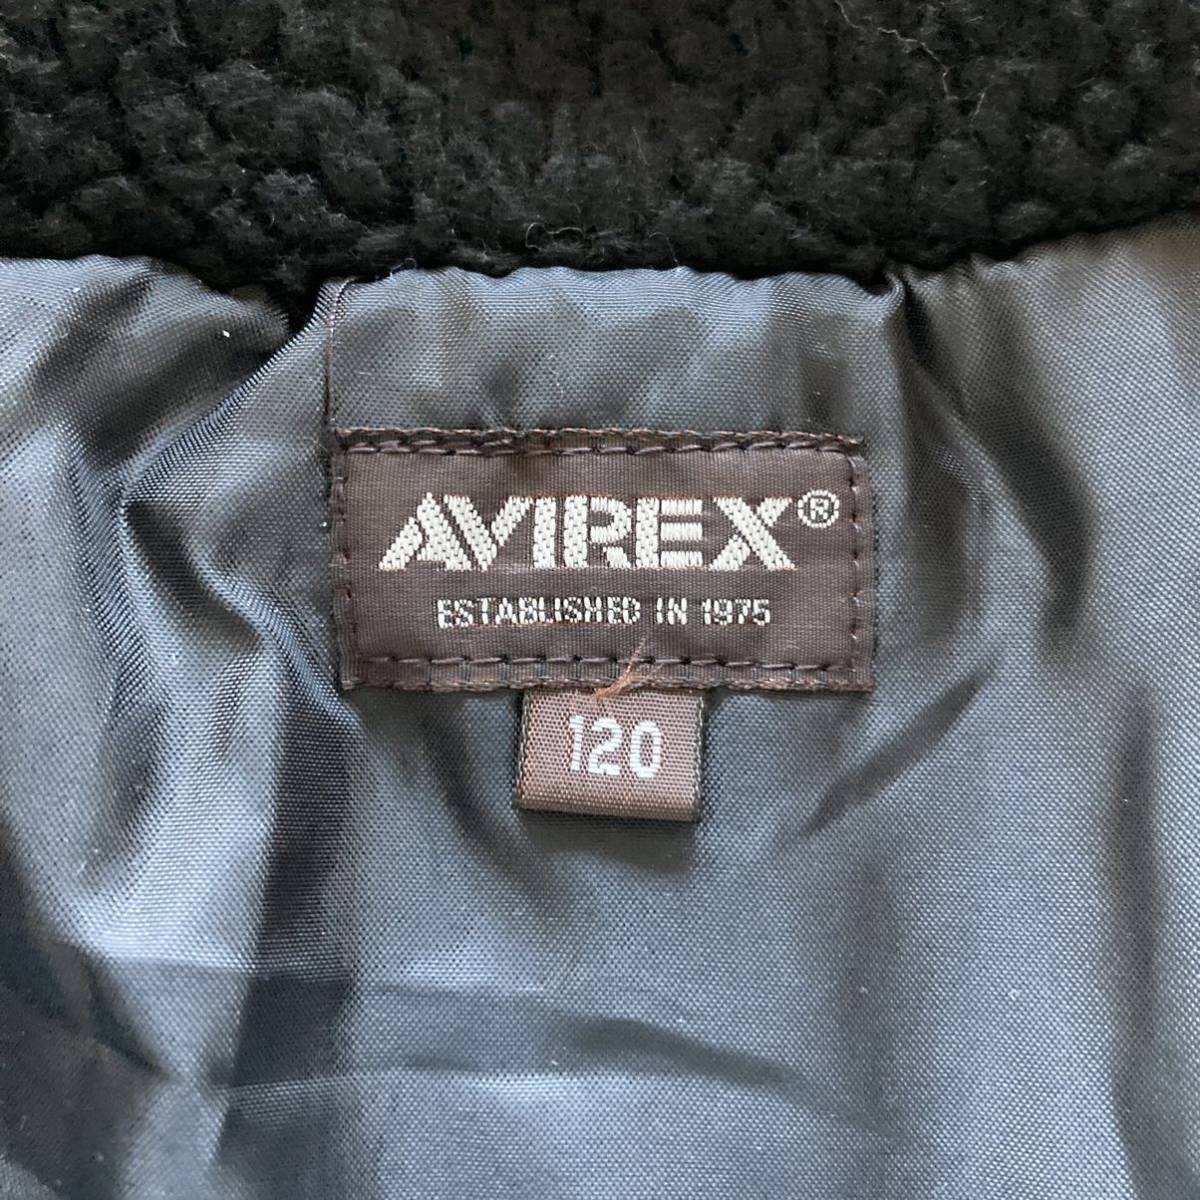 AVIREX®
ESTABLISHED IN 1975
120